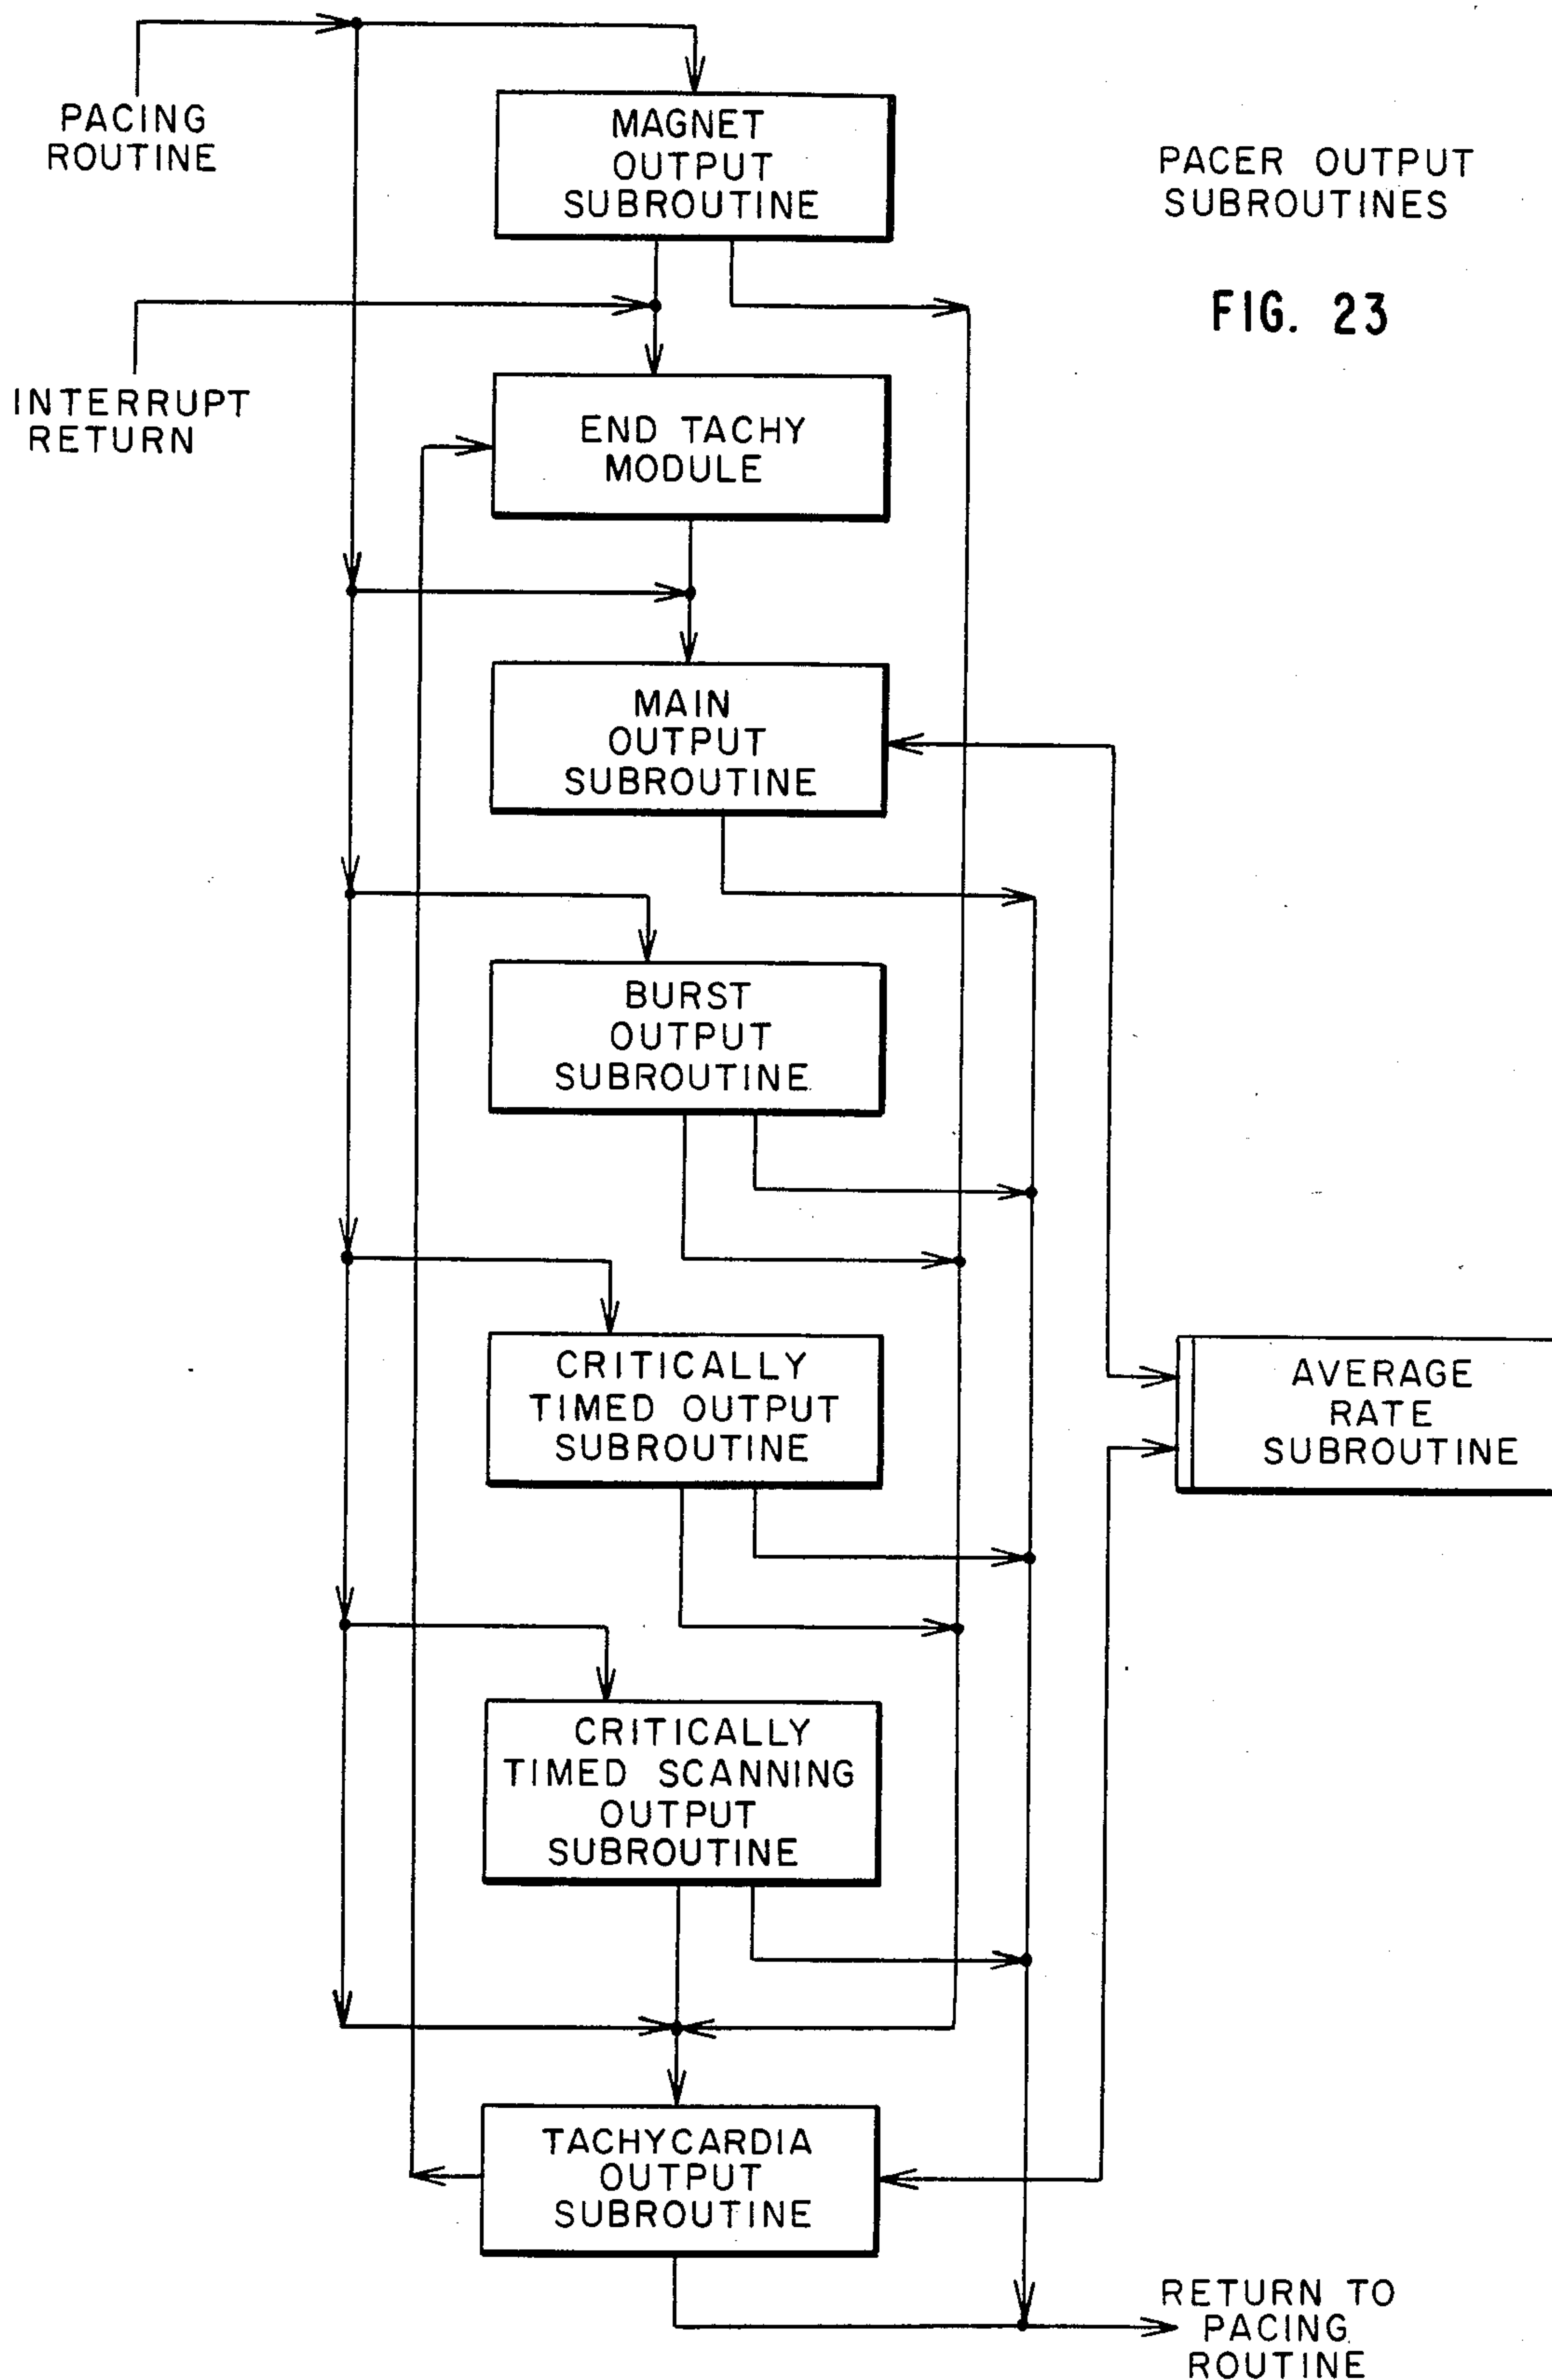 PACING
ROUTINE
MAGNET
OUTPUT
SUBROUTINE
PACER OUTPUT
SUBROUTINES
FIG. 23
INTERRUPT
RETURN
END TACHY
MODULE
MAIN
OUTPUT
SUBROUTINE
BURST
OUTPUT
SUBROUTINE
CRITICALLY
TIMED OUTPUT
SUBROUTINE
AVERAGE
RATE
SUBROUTINE
CRITICALLY
TIMED SCANNING
OUTPUT
SUBROUTINE
TACHYCARDIA
OUTPUT
SUBROUTINE
RETURN TO
PACING
ROUTINE